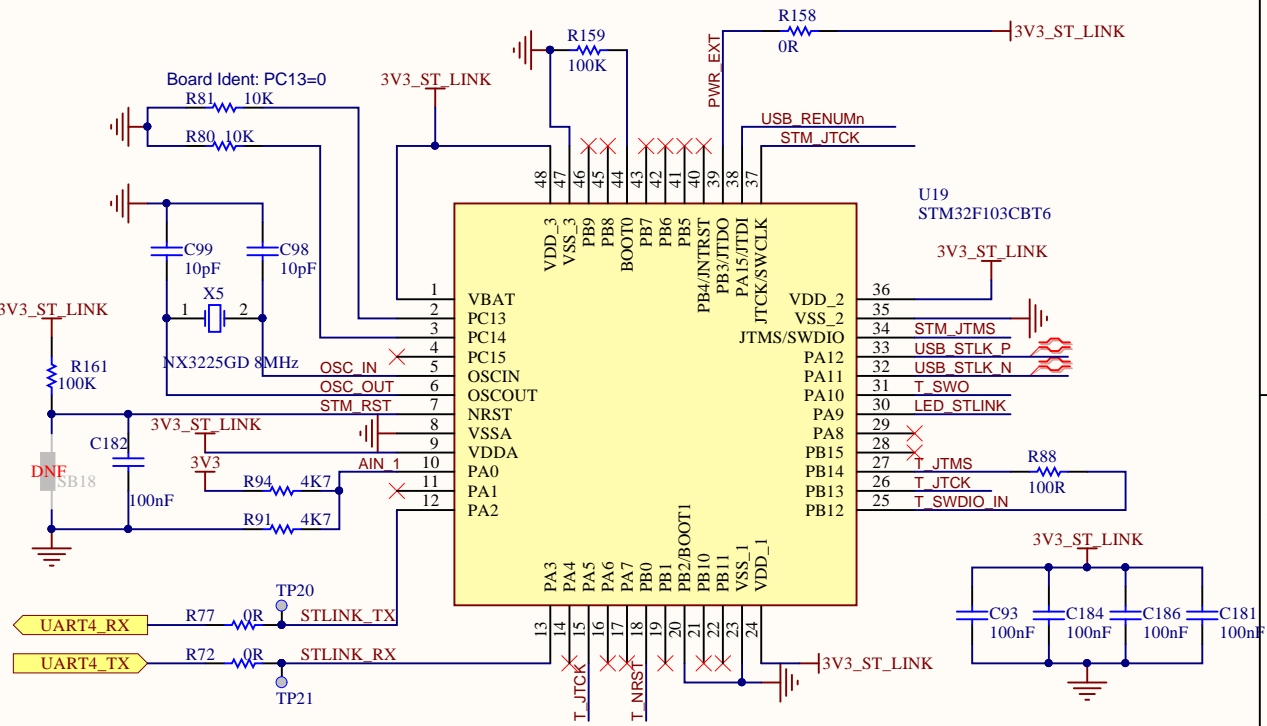 R158
0R
3V3_ST_LINK
R159
100K
PWR_EXT
Board Ident: PC13=0
3V3_ST_LINK
R81 10K
R80 10K
USB_RENUMn
STM_JTCK
48 47 46 45 44 43 42 41 40 39 38 37
U19
STM32F103CBT6
VDD_3
VSS_3
PB9
PB8
BOOT0
PB7
PB6
PB5
PB4/JNTRST
PB3/JTDO
PA15/JTDI
JTCK/SWCLK
C99
10pF
C98
10pF
X5
1 2
NX3225GD 8MHz
3V3_ST_LINK
R161
100K
OSC_IN
OSC_OUT
STM_RST
3V3_ST_LINK
3V3
AIN_1
C182
100nF
DNF
SB18
R94 4K7
R91 4K7
1 VBAT
2 PC13
3 PC14
4 PC15
5 OSCIN
6 OSCOUT
7 NRST
8 VSSA
9 VDDA
10 PA0
11 PA1
12 PA2
3V3_ST_LINK
VDD_2 36
VSS_2 35
JTMS/SWDIO 34 STM_JTMS
PA12 33 USB_STLK_P
PA11 32 USB_STLK_N
PA10 31 T_SWO
PA9 30 LED_STLINK
PA8 29
PB15 28
PB14 27 T_JTMS
PB13 26 T_JTCK
PB12 25 T_SWDIO_IN
R88
100R
PA3
PA4
PA5
PA6
PA7
PB0
PB1
PB2/BOOT1
PB10
PB11
VSS_1
VDD_1
13 14 15 16 17 18 19 20 21 22 23 24
T_JTCK
T_NRST
3V3_ST_LINK
TP20
UART4_RX R77 0R STLINK_TX
UART4_TX R72 0R STLINK_RX
TP21
3V3_ST_LINK
C93
100nF
C184
100nF
C186
100nF
C181
100nF